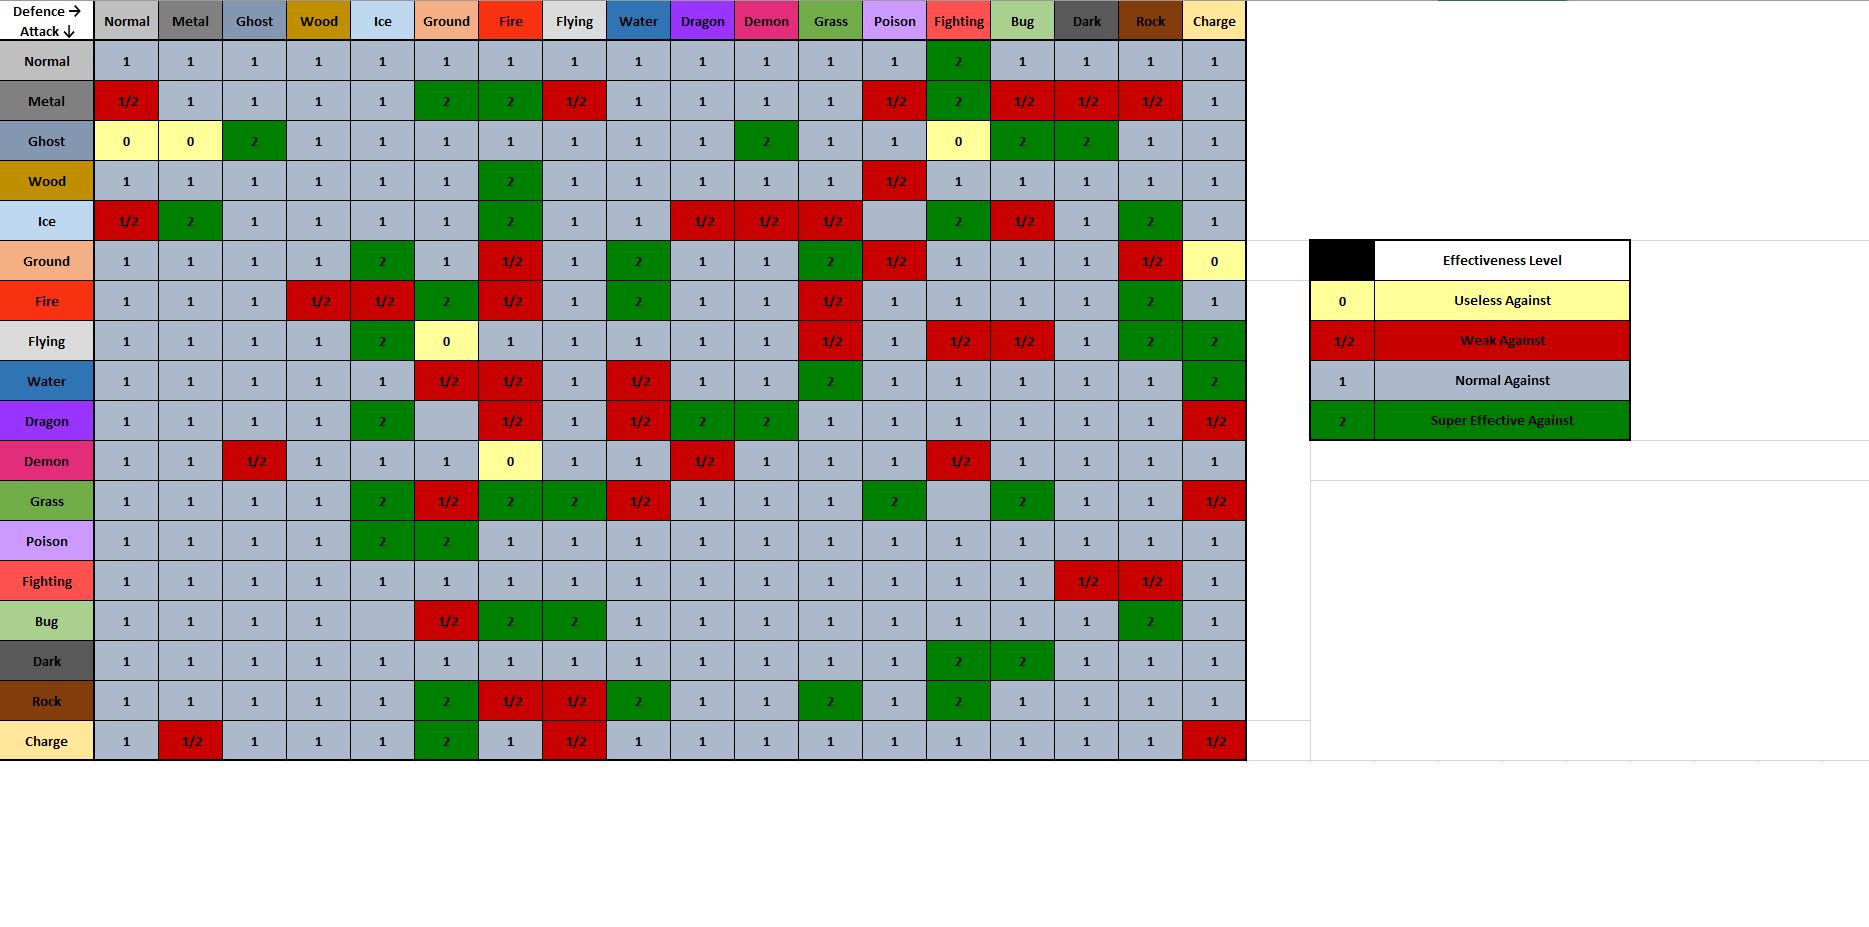 Defence → Normal Metal Ghost Wood Ice Ground Fire Flying Water Dragon Demon Grass Poison Fighting Bug Dark Rock Charge
Attack ↓
Normal 1 1 1 1 1 1 1 1 1 1 1 1 1 2 1 1 1 1
Metal 1/2 1 1 1 1 2 2 1/2 1 1 1 1 1/2 2 1/2 1/2 1/2 1
Ghost 0 0 2 1 1 1 1 1 1 1 2 1 1 0 2 2 1 1
Wood 1 1 1 1 1 1 2 1 1 1 1 1 1/2 1 1 1 1 1
Ice 1/2 2 1 1 1 1 2 1 1 1/2 1/2 1/2 2 1/2 1 2 1
Ground 1 1 1 1 2 1 1/2 1 2 1 1 2 1/2 1 1 1 1/2 0
Effectiveness Level
Fire 1 1 1 1/2 1/2 2 1/2 1 2 1 1 1/2 1 1 1 1 2 1
0 Useless Against
Flying 1 1 1 1 2 0 1 1 1 1 1 1/2 1 1/2 1/2 1 2 2
1/2 Weak Against
Water 1 1 1 1 1 1/2 1/2 1 1/2 1 1 2 1 1 1 1 1 2
1 Normal Against
Dragon 1 1 1 1 2 1/2 1 1/2 2 2 1 1 1 1 1 1 1/2
2 Super Effective Against
Demon 1 1 1/2 1 1 1 0 1 1 1/2 1 1 1 1/2 1 1 1 1
Grass 1 1 1 1 2 1/2 2 2 1/2 1 1 1 2 2 1 1 1/2
Poison 1 1 1 1 2 2 1 1 1 1 1 1 1 1 1 1 1 1
Fighting 1 1 1 1 1 1 1 1 1 1 1 1 1 1 1 1/2 1/2 1
Bug 1 1 1 1 1/2 2 2 1 1 1 1 1 1 1 1 2 1
Dark 1 1 1 1 1 1 1 1 1 1 1 1 1 2 2 1 1 1
Rock 1 1 1 1 1 2 1/2 1/2 2 1 1 2 1 2 1 1 1 1
Charge 1 1/2 1 1 1 2 1 1/2 1 1 1 1 1 1 1 1 1 1/2